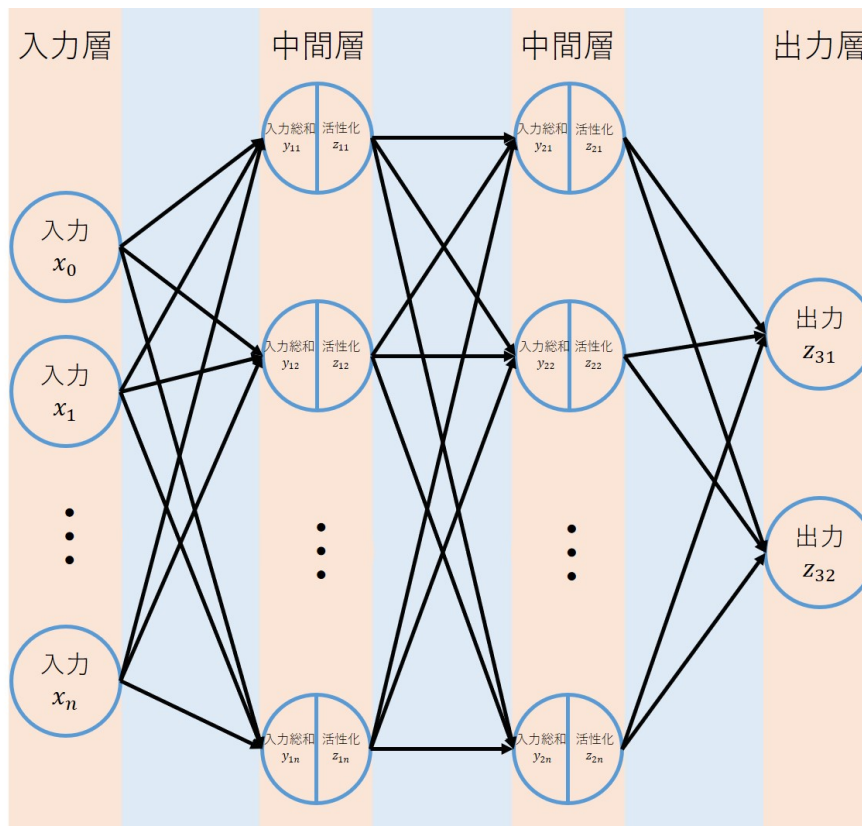 入力層
中間層
中間層
出力層
入力総和 活性化
y₁₁ z₁₁
入力総和 活性化
y₂₁ z₂₁
入力
x₀
入力総和 活性化
y₁₂ z₁₂
入力総和 活性化
y₂₂ z₂₂
出力
z₃₁
入力
x₁
出力
z₃₂
入力
xₙ
入力総和 活性化
y₁ₙ z₁ₙ
入力総和 活性化
y₂ₙ z₂ₙ